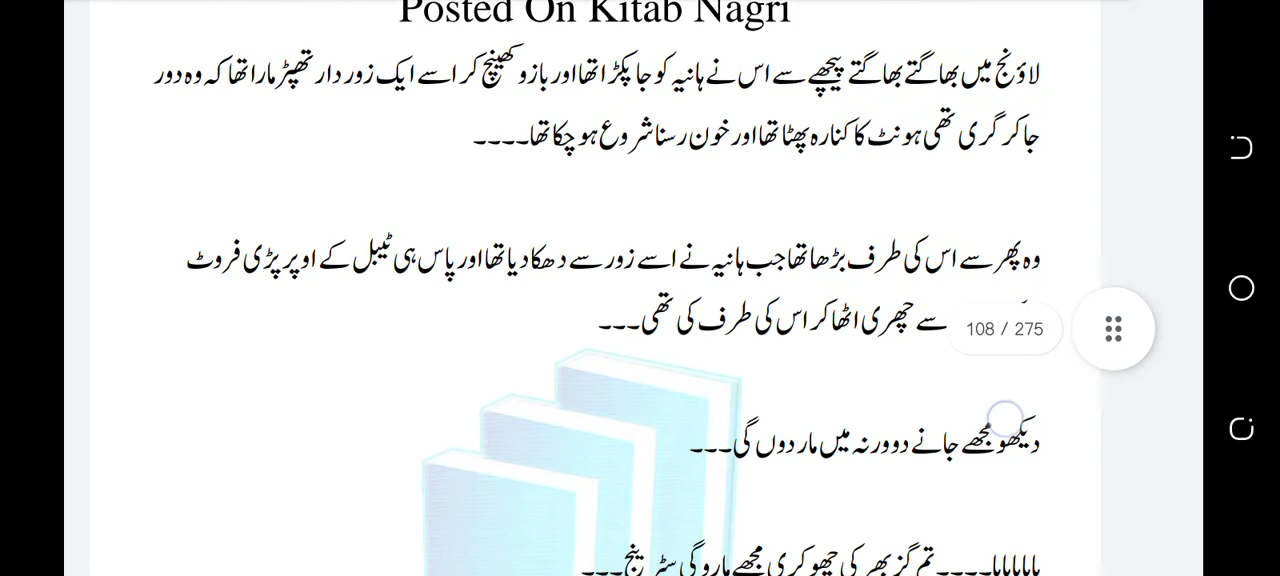 Posted On Kitab Nagri
لاؤنج میں بھاگتے بھاگتے پیچھے سے اس نے ہانیہ کو جا پکڑا تھا اور بازو کھینچ کر اسے ایک زور دار تھپڑ مارا تھا کہ وہ دور
جا کر گری تھی ہونٹ کا کنارہ پھٹا تھا اور خون رسنا شروع ہو چکا تھا۔۔۔۔
وہ پھر سے اس کی طرف بڑھا تھا جب ہانیہ نے اسے زور سے دھکا دیا تھا اور پاس ہی ٹیبل کے اوپر پڑی فروٹ
سے چھری اٹھا کر اس کی طرف کی تھی۔۔۔
108 / 275
دیکھو مجھے جانے دو ورنہ میں مار دوں گی۔۔۔
ہاہاہاہاہا۔۔۔۔ تم گز بھر کی چھوکری مجھے مارو گی سٹرینج۔۔۔